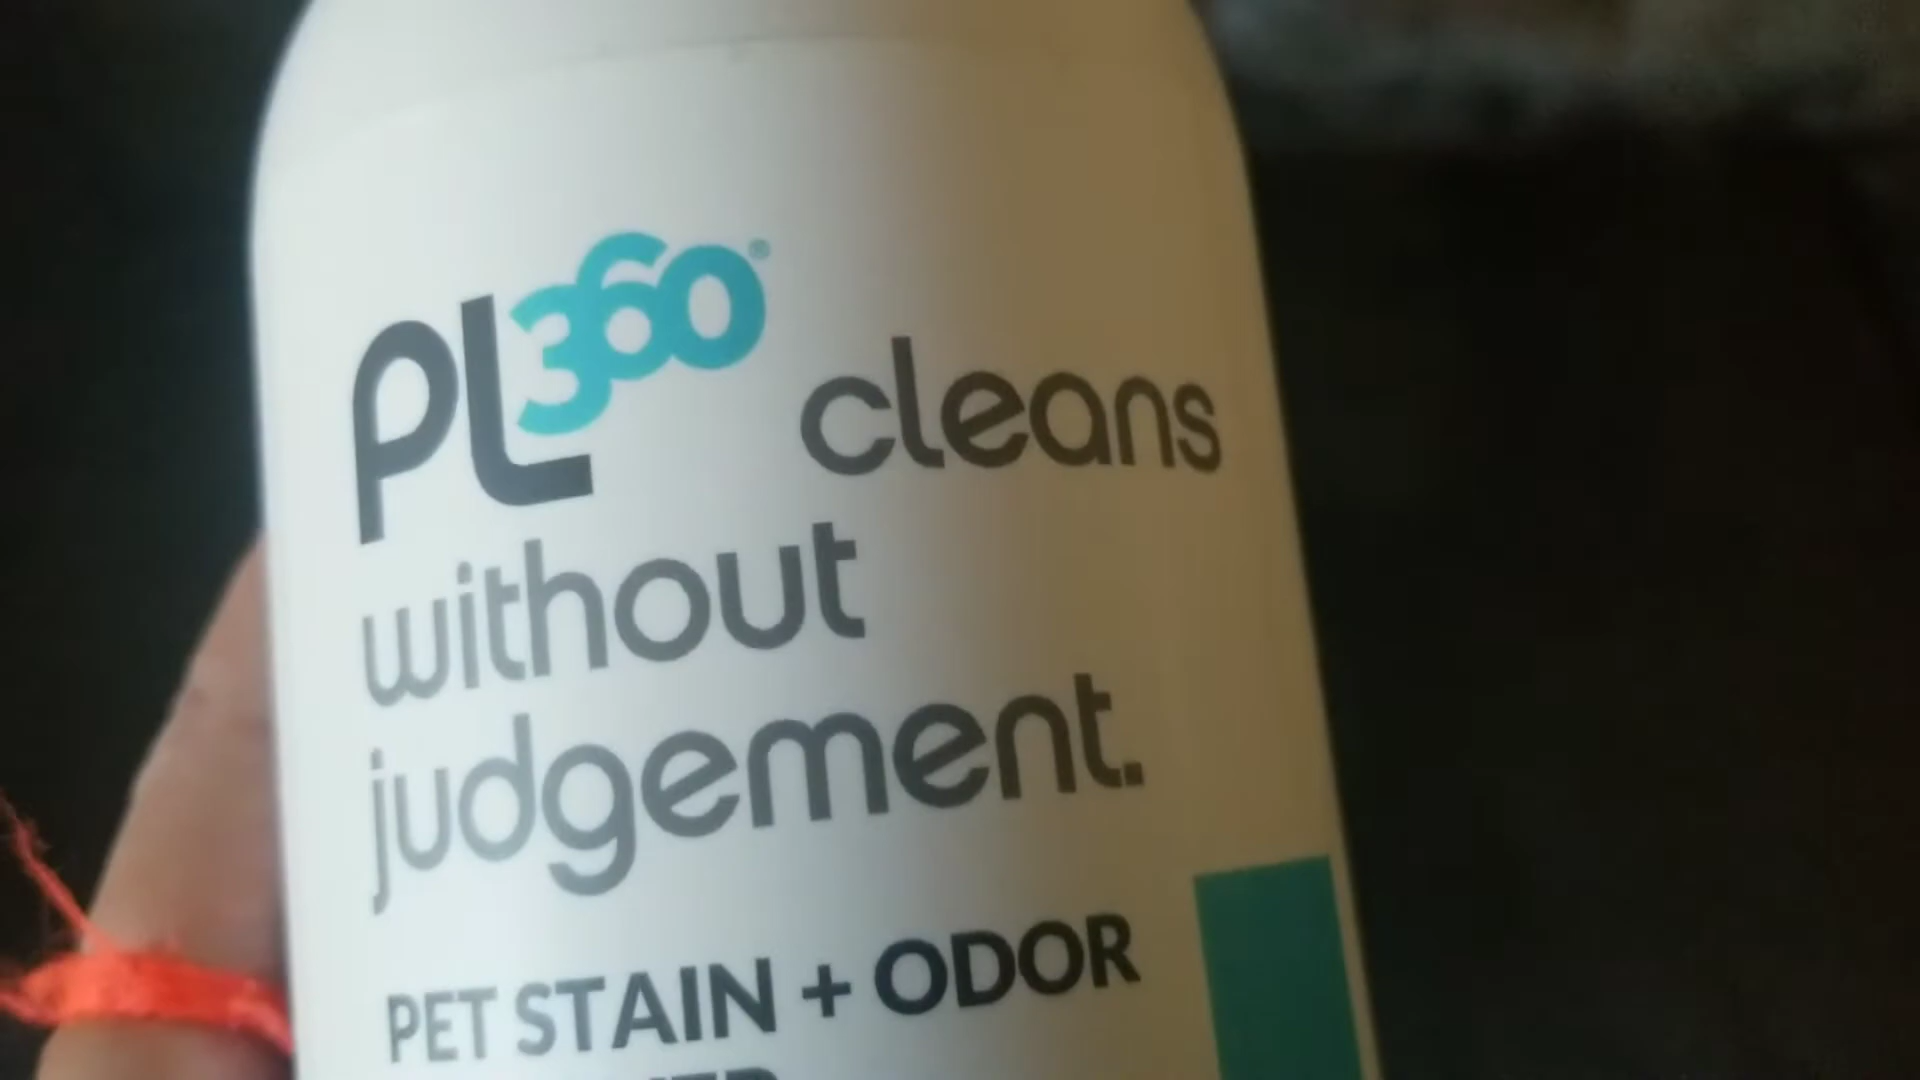 PL360® cleans
without
judgement.
PET STAIN + ODOR